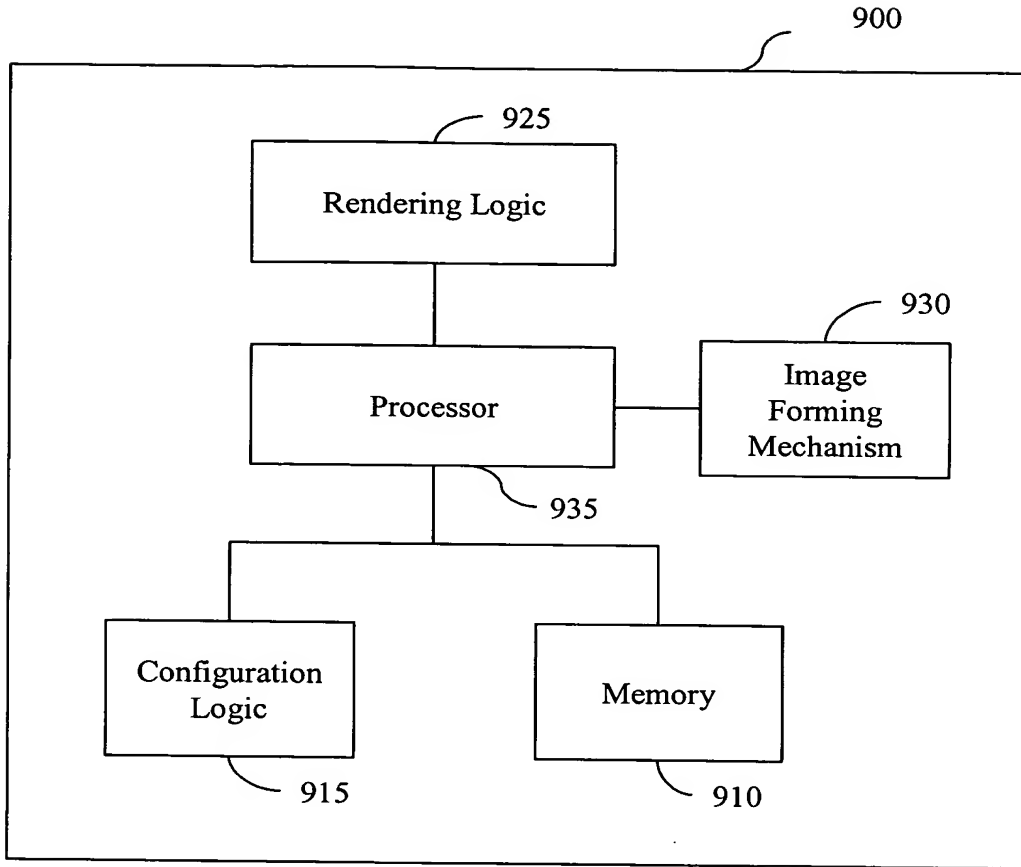 900
925
Rendering Logic
930
Processor
Image
Forming
Mechanism
935
Configuration
Logic
Memory
915
910